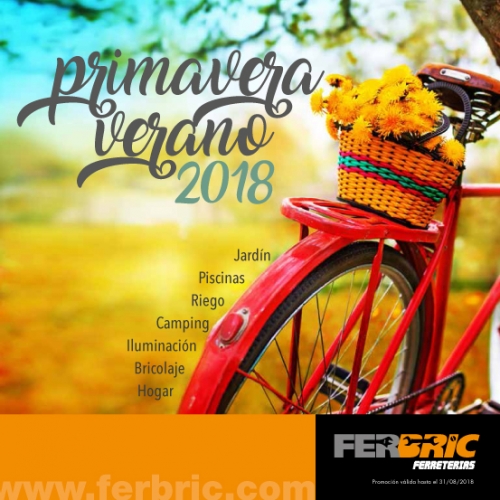 primavera
verano
2018
Jardín
Piscinas
Riego
Camping
Iluminación
Bricolaje
Hogar
FERBRIC
FERRETERIAS
Promoción válida hasta el 31/08/2018
www.ferbric.com